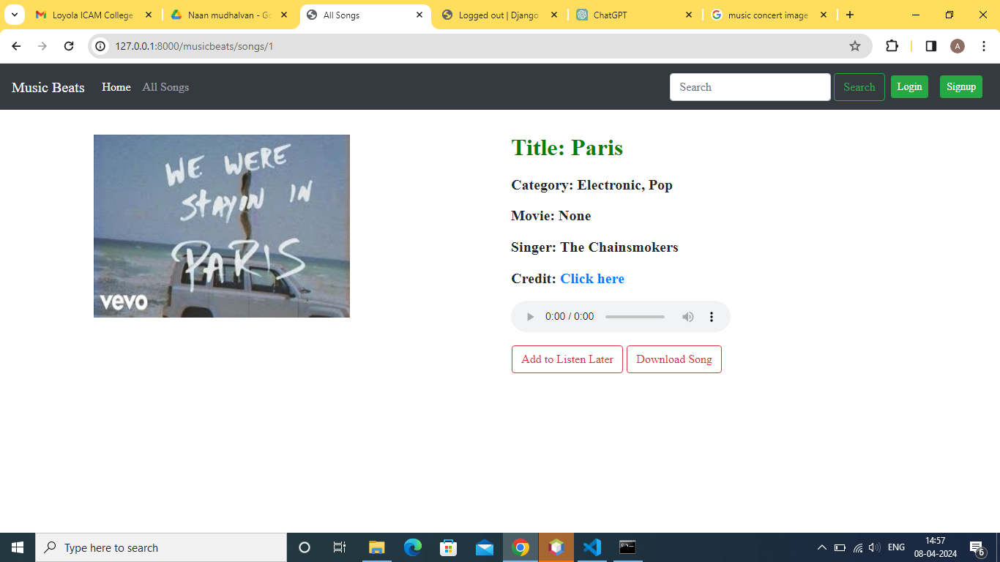 Loyola ICAM College
Naan mudhalvan - Go
All Songs
Logged out | Django
ChatGPT
music concert image
127.0.0.1:8000/musicbeats/songs/1
A
Music Beats
Home
All Songs
Search
Search
Login
Signup
WE WERE
STAYIN IN
PARIS
vevo
Title: Paris
Category: Electronic, Pop
Movie: None
Singer: The Chainsmokers
Credit: Click here
0:00 / 0:00
Add to Listen Later
Download Song
Type here to search
ENG
14:57
08-04-2024
6